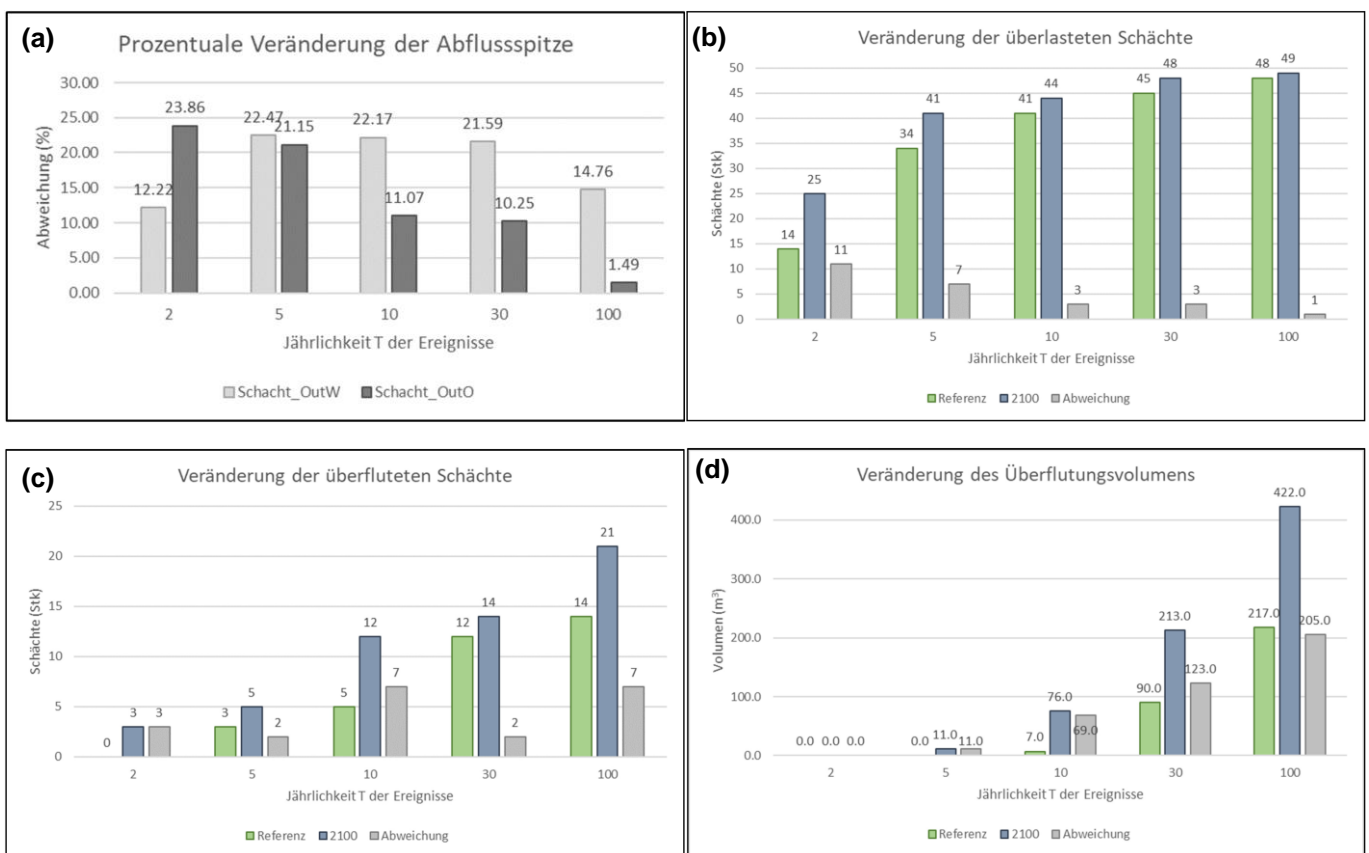 (a)
Prozentuale Veränderung der Abflussspitze
Abweichung (%)
30.00
25.00
20.00
15.00
10.00
5.00
0.00
12.22
23.86
22.47
21.15
22.17
11.07
21.59
10.25
14.76
1.49
2 5 10 30 100
Jährlichkeit T der Ereignisse
Schacht_OutW Schacht_OutO
(b)
Veränderung der überlasteten Schächte
Schächte (Stk)
50
45
40
35
30
25
20
15
10
5
0
14 25 11
34 41 7
41 44 3
45 48 3
48 49 1
2 5 10 30 100
Jährlichkeit T der Ereignisse
Referenz 2100 Abweichung
(c)
Veränderung der überfluteten Schächte
Schächte (Stk)
25
20
15
10
5
0
0 3 3
3 5 2
5 12 7
12 14 2
14 21 7
2 5 10 30 100
Jährlichkeit T der Ereignisse
Referenz 2100 Abweichung
(d)
Veränderung des Überflutungsvolumens
Volumen (m³)
400.0
300.0
200.0
100.0
0.0
0.0 0.0 0.0
0.0 11.0 11.0
7.0 76.0 69.0
90.0 213.0 123.0
217.0 422.0 205.0
2 5 10 30 100
Jährlichkeit T der Ereignisse
Referenz 2100 Abweichung